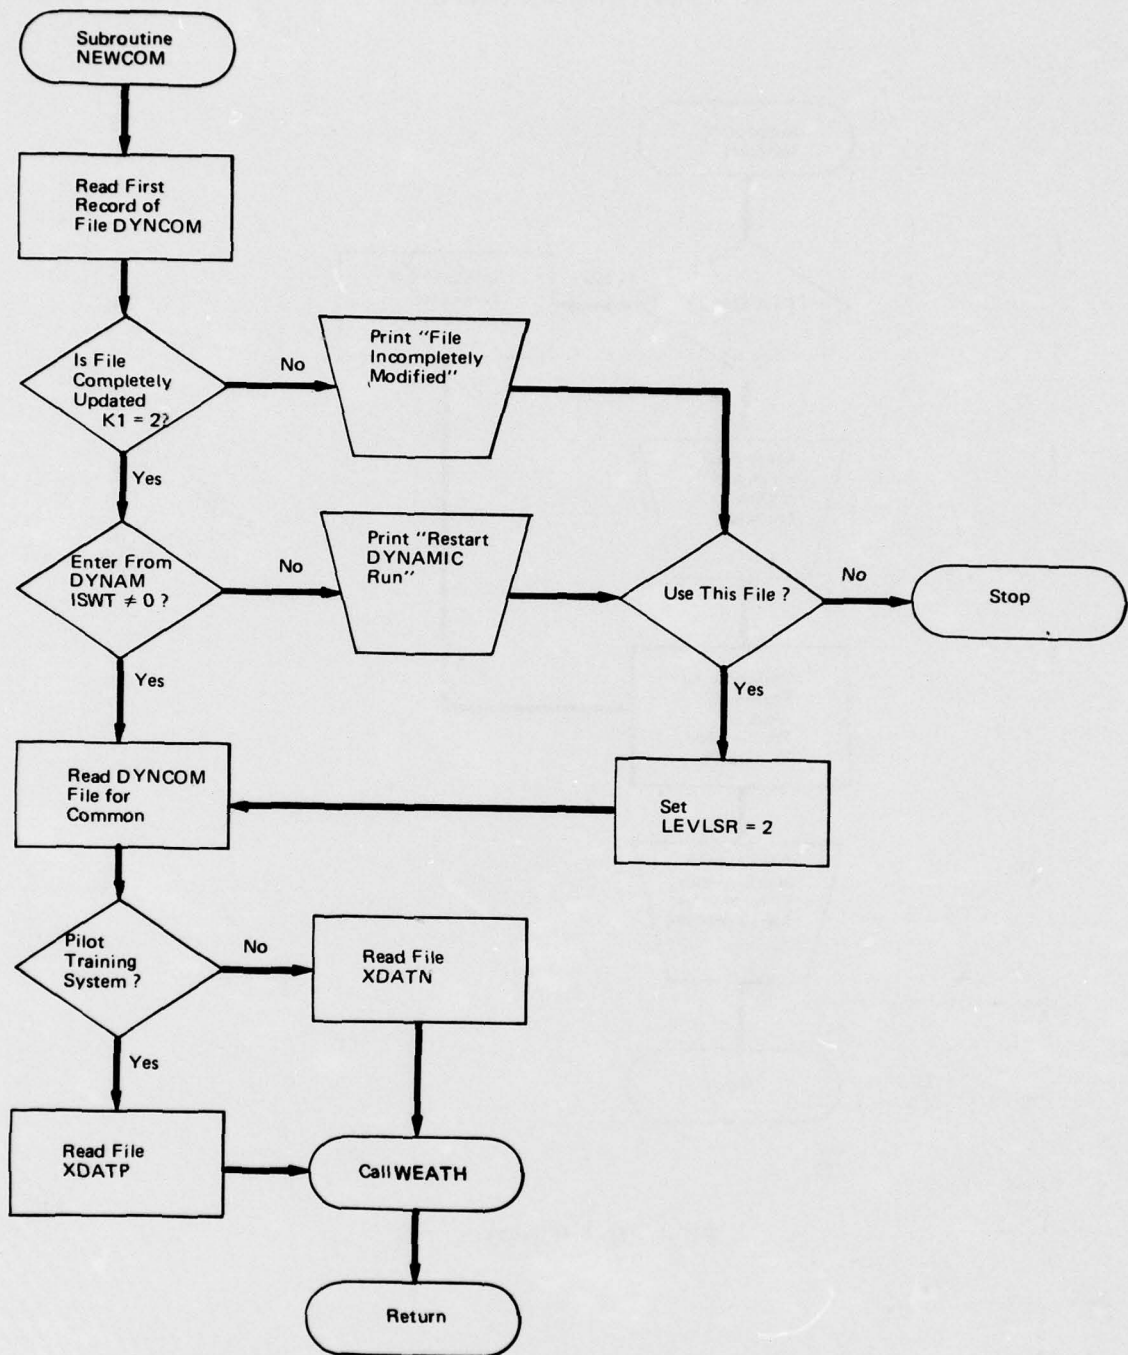 Subroutine
NEWCOM
Read First
Record of
File DYNCOM
Is File
Completely
Updated
K1 = 2?
No
Print “File
Incompletely
Modified”
Yes
Enter From
DYNAM
ISWT ≠ 0 ?
No
Print “Restart
DYNAMIC
Run”
Use This File ?
No
Stop
Yes
Yes
Read DYNCOM
File for
Common
Set
LEVLSR = 2
Pilot
Training
System ?
No
Read File
XDATN
Yes
Read File
XDATP
Call WEATH
Return